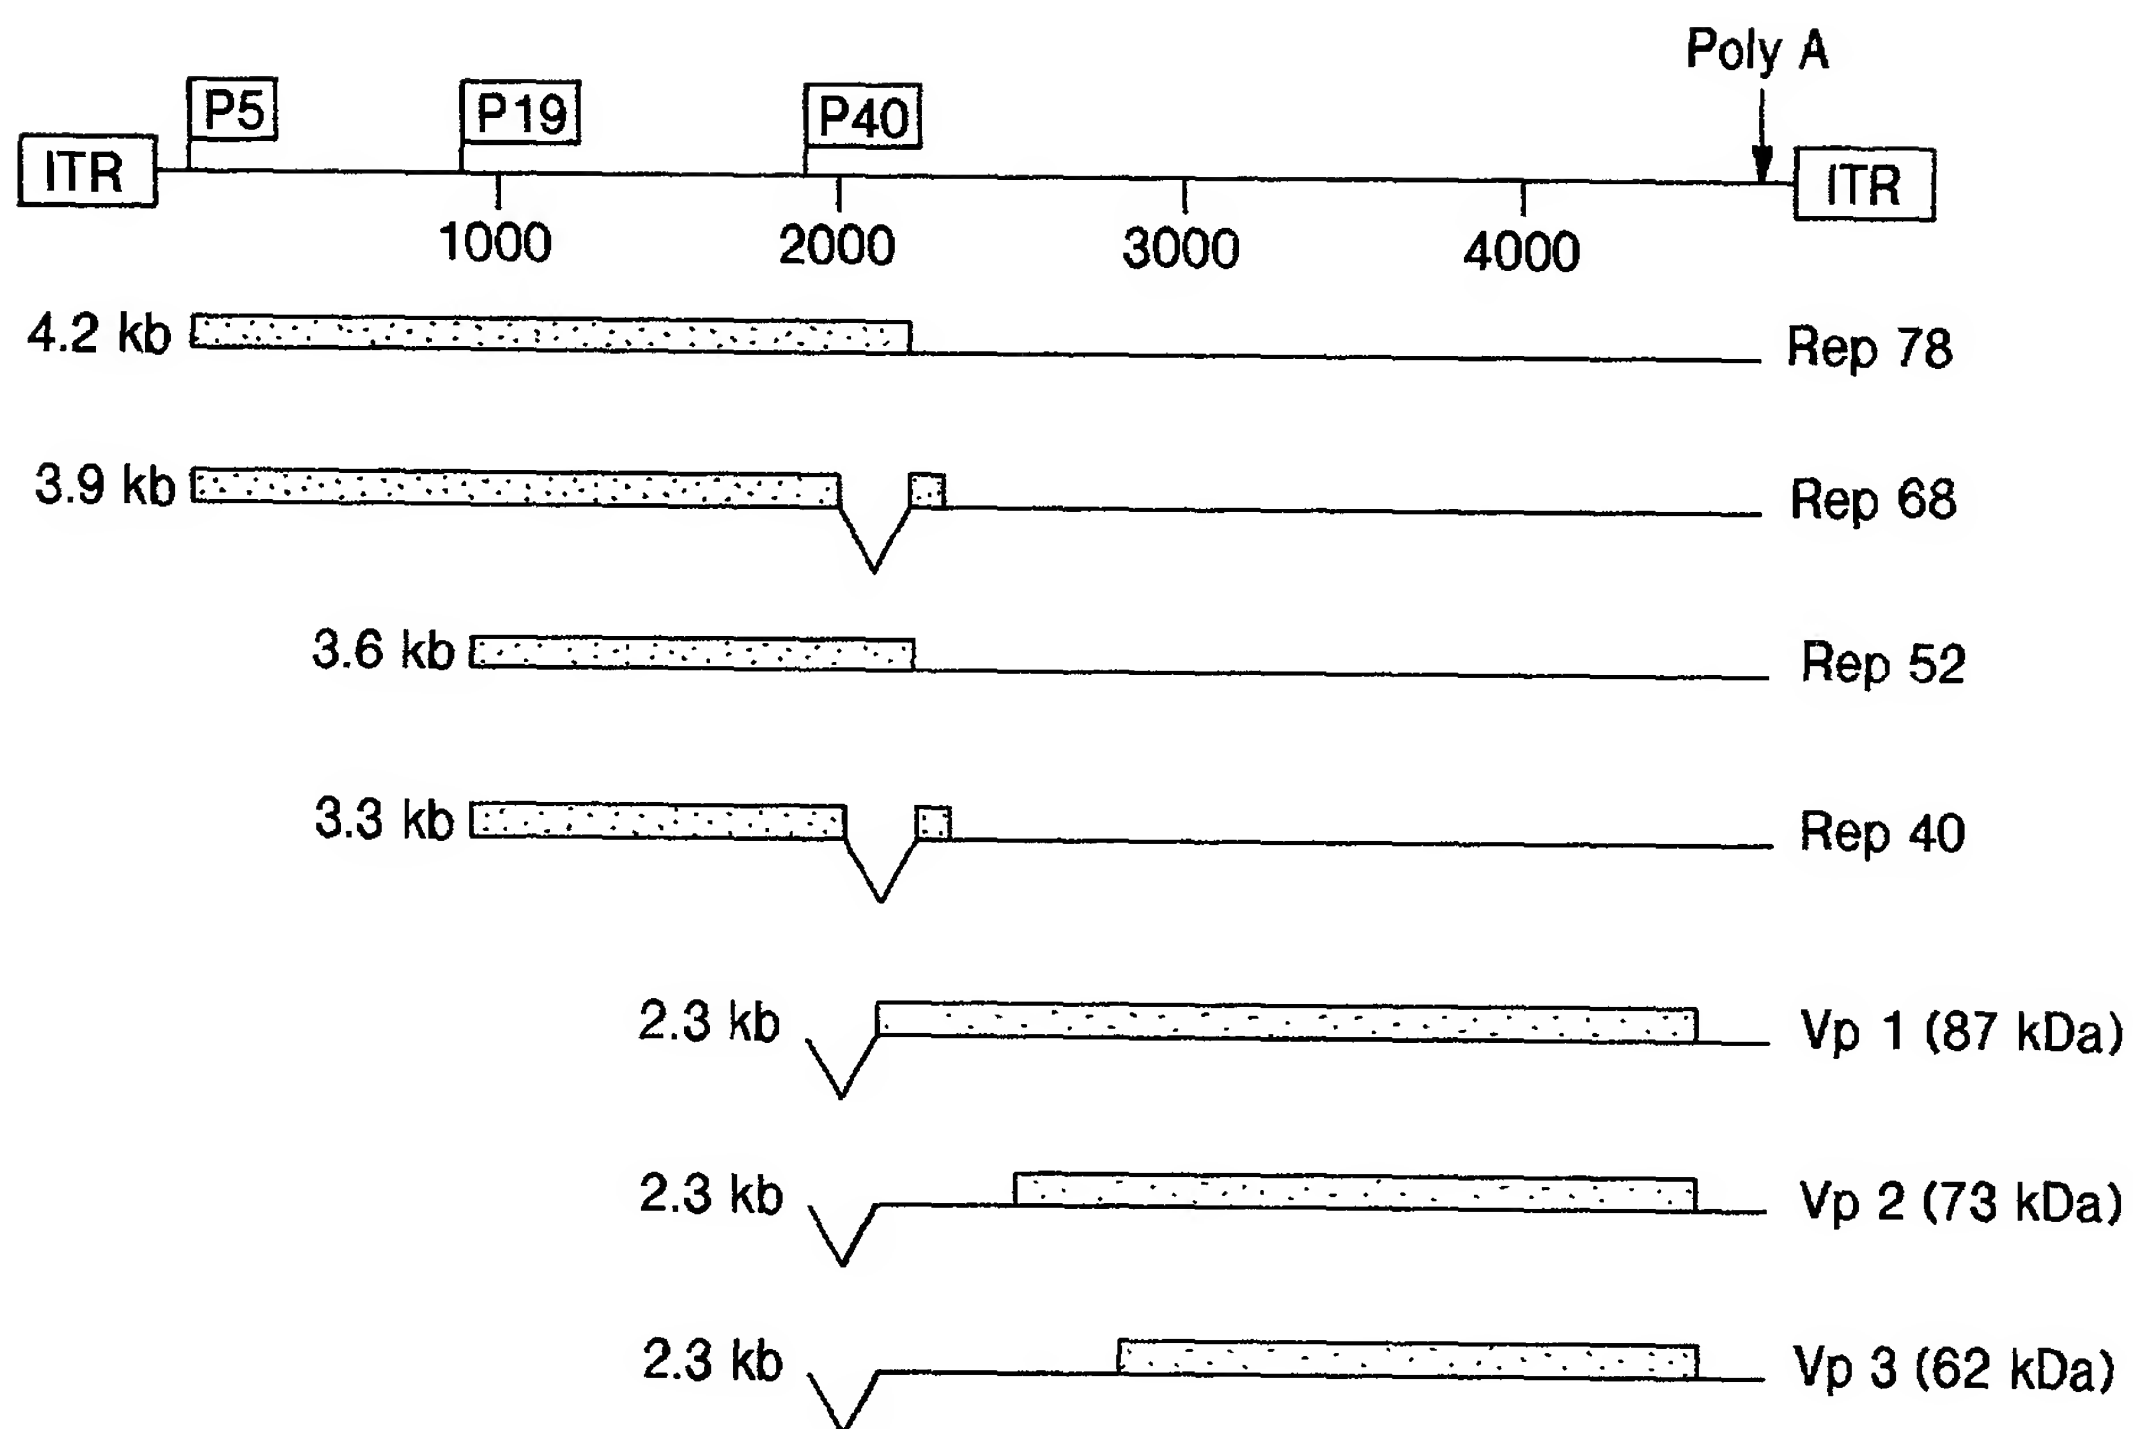 Poly A
P5
P19
P40
ITR
ITR
1000
2000
3000
4000
4.2 kb
Rep 78
3.9 kb
Rep 68
3.6 kb
Rep 52
3.3 kb
Rep 40
2.3 kb
Vp 1 (87 kDa)
2.3 kb
Vp 2 (73 kDa)
2.3 kb
Vp 3 (62 kDa)